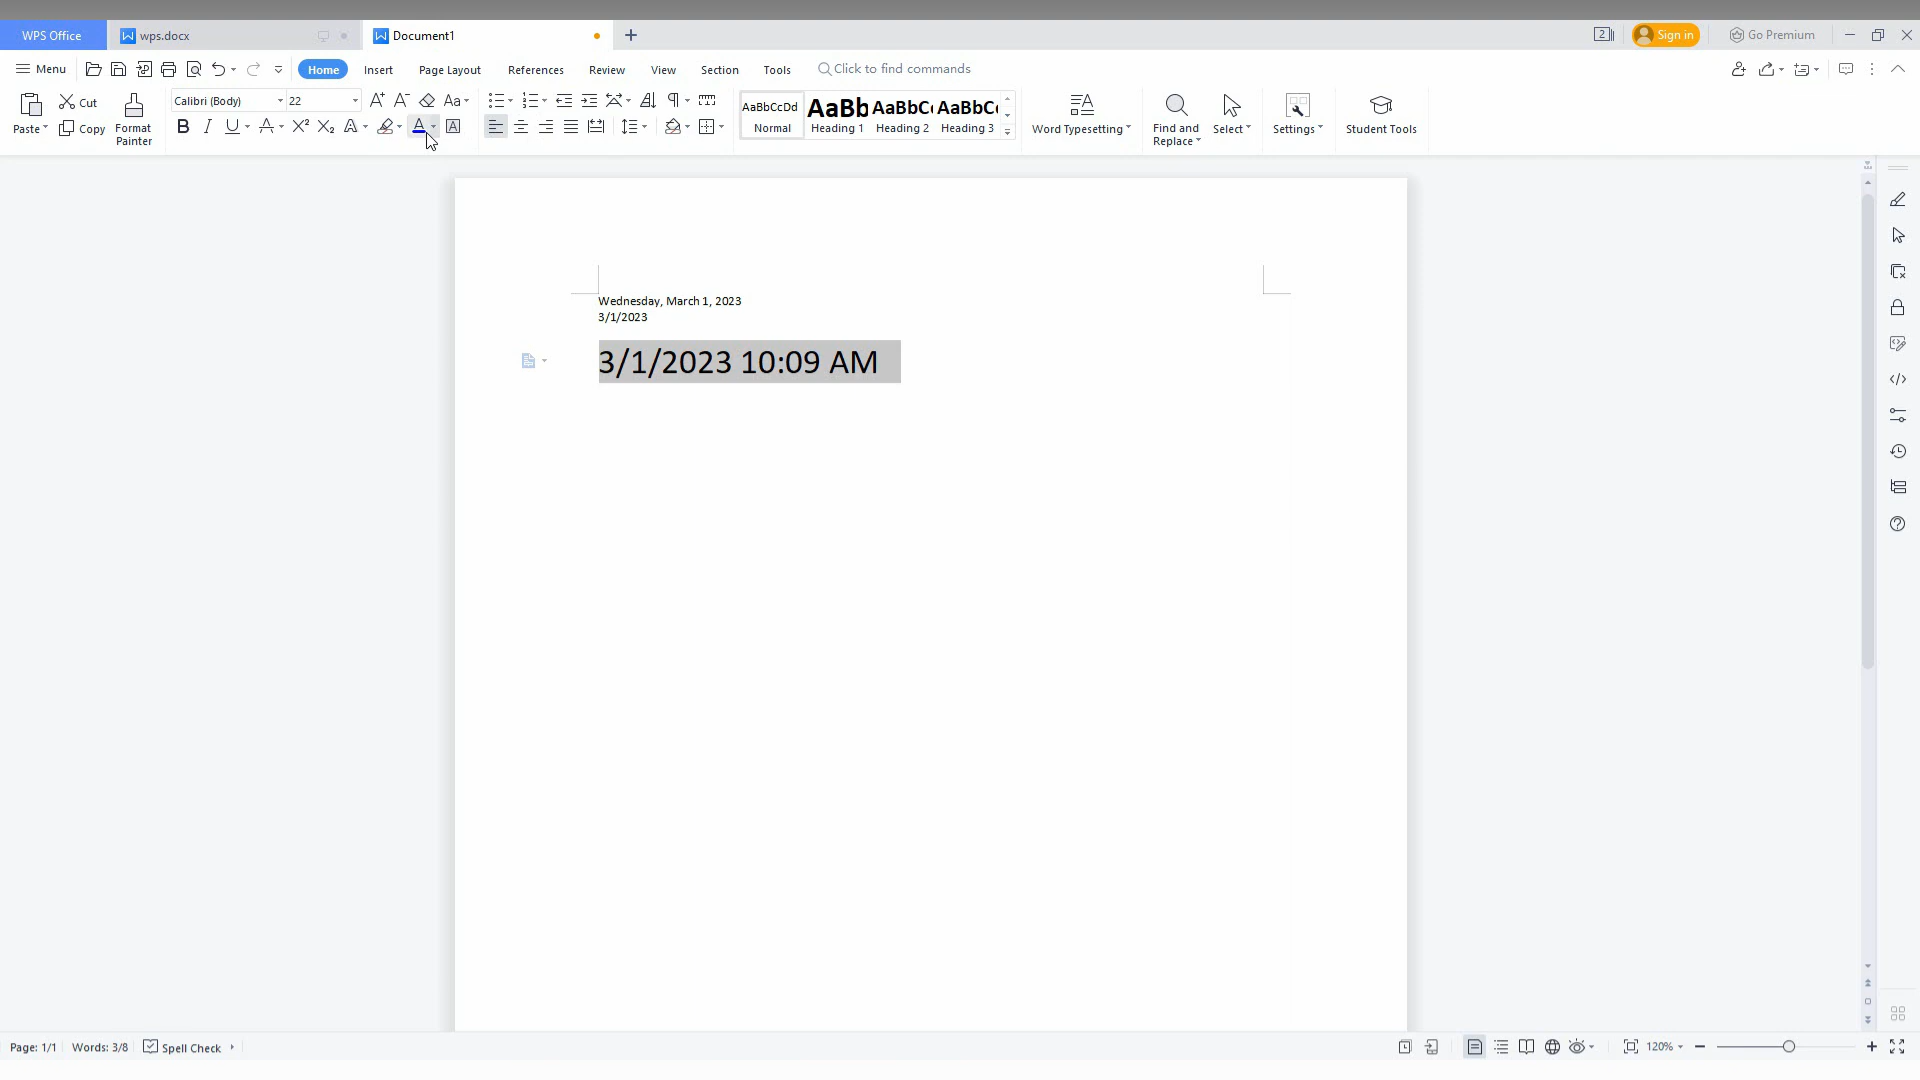 WPS Office
wps.docx
Document1
2
Sign in
Go Premium
Menu
Home
Insert
Page Layout
References
Review
View
Section
Tools
Click to find commands
Paste
Cut
Copy
Format Painter
Calibri (Body)
22
AaBbCcDd
Normal
AaBb
Heading 1
AaBbC
Heading 2
AaBbC
Heading 3
Word Typesetting
Find and Replace
Select
Settings
Student Tools
Wednesday, March 1, 2023
3/1/2023
3/1/2023 10:09 AM
Page: 1/1
Words: 3/8
Spell Check
120%